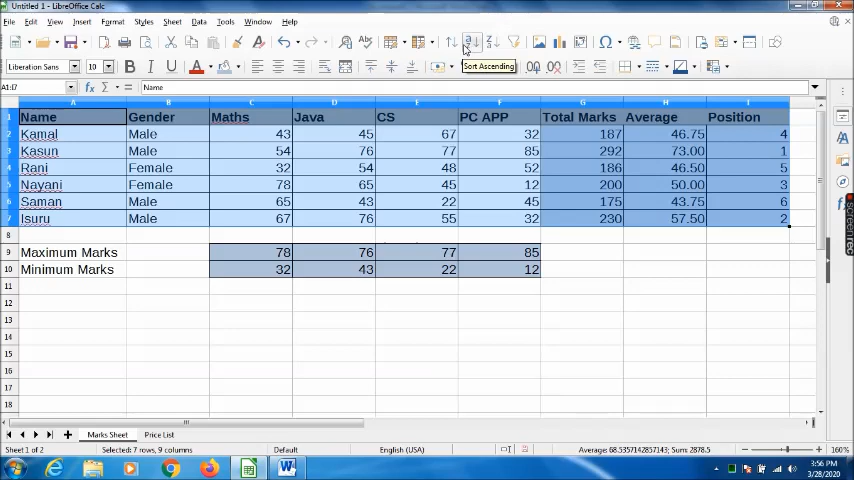 Untitled 1 - LibreOffice Calc
File Edit View Insert Format Styles Sheet Data Tools Window Help
Liberation Sans 10
Sort Ascending
A1:I7 Name
A B C D E F G H I
1 Name Gender Maths Java CS PC APP Total Marks Average Position
2 Kamal Male 43 45 67 32 187 46.75 4
3 Kasun Male 54 76 77 85 292 73.00 1
4 Rani Female 32 54 48 52 186 46.50 5
5 Nayani Female 78 65 45 12 200 50.00 3
6 Saman Male 65 43 22 45 175 43.75 6
7 Isuru Male 67 76 55 32 230 57.50 2
8
9 Maximum Marks 78 76 77 85
10 Minimum Marks 32 43 22 12
11
12
13
14
15
16
17
18
Marks Sheet Price List
Sheet 1 of 2 Selected: 7 rows, 9 columns Default English (USA) Average: 68.5357142857143; Sum: 2878.5 160%
3:56 PM
3/28/2020
screenrec